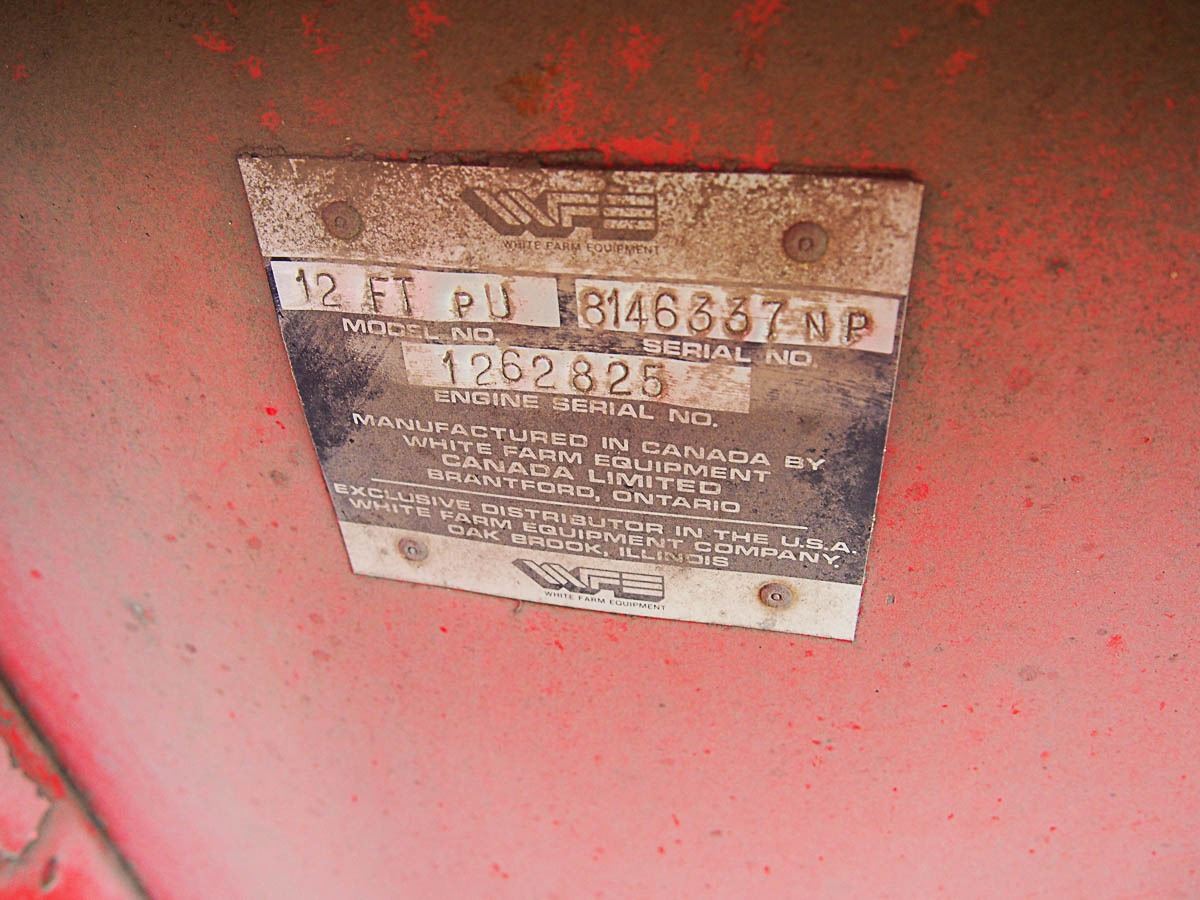 WFE
WHITE FARM EQUIPMENT
12 FT PU 8146337 NP
MODEL NO. SERIAL NO.
1262825
ENGINE SERIAL NO.
MANUFACTURED IN CANADA BY
WHITE FARM EQUIPMENT
CANADA LIMITED
BRANTFORD, ONTARIO
EXCLUSIVE DISTRIBUTOR IN THE U.S.A.
WHITE FARM EQUIPMENT COMPANY.
OAK BROOK, ILLINOIS
WFE
WHITE FARM EQUIPMENT